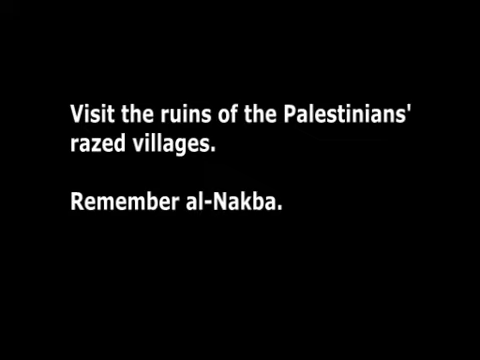 Visit the ruins of the Palestinians'
razed villages.
Remember al-Nakba.